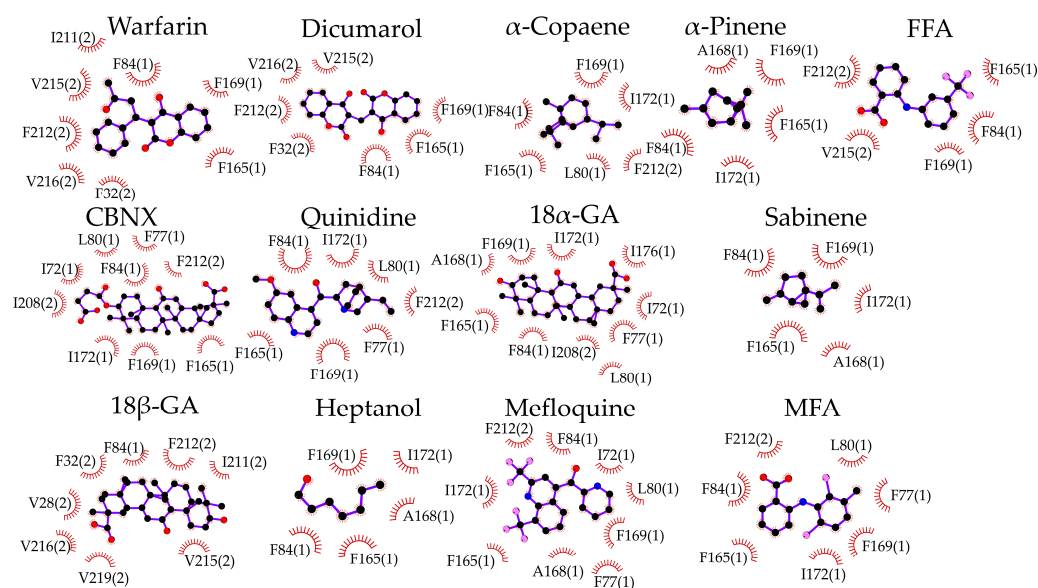 Warfarin
Dicumarol
α-Copaene
α-Pinene
FFA
I211(2)
F84(1)
V215(2)
F169(1)
F212(2)
F165(1)
V216(2)
F32(2)
V216(2)
V215(2)
F212(2)
F169(1)
F32(2)
F165(1)
F84(1)
F169(1)
F84(1)
I172(1)
F165(1)
L80(1)
F212(2)
A168(1)
F169(1)
F165(1)
F84(1)
I172(1)
F212(2)
F165(1)
F84(1)
V215(2)
F169(1)
CBNX
Quinidine
18α-GA
Sabinene
L80(1)
F77(1)
I72(1)
F84(1)
F212(2)
I208(2)
I172(1)
F169(1)
F165(1)
F84(1)
I172(1)
L80(1)
F212(2)
F165(1)
F77(1)
F169(1)
F169(1)
I172(1)
I176(1)
A168(1)
I72(1)
F165(1)
F84(1)
I208(2)
F77(1)
L80(1)
F84(1)
F169(1)
I172(1)
F165(1)
A168(1)
18β-GA
Heptanol
Mefloquine
MFA
F84(1)
F212(2)
F32(2)
I211(2)
V28(2)
V216(2)
V215(2)
V219(2)
F169(1)
I172(1)
A168(1)
F84(1)
F165(1)
F212(2)
F84(1)
I72(1)
I172(1)
L80(1)
F169(1)
F165(1)
A168(1)
F77(1)
F212(2)
L80(1)
F84(1)
F77(1)
F165(1)
F169(1)
I172(1)